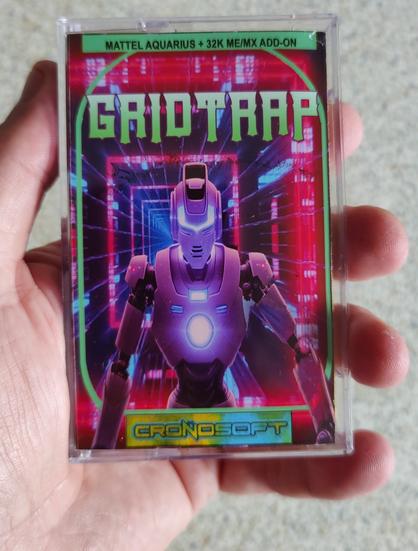 MATTEL AQUARIUS + 32K ME/MX ADD-ON
GRIDTRAP
CRONOSOFT